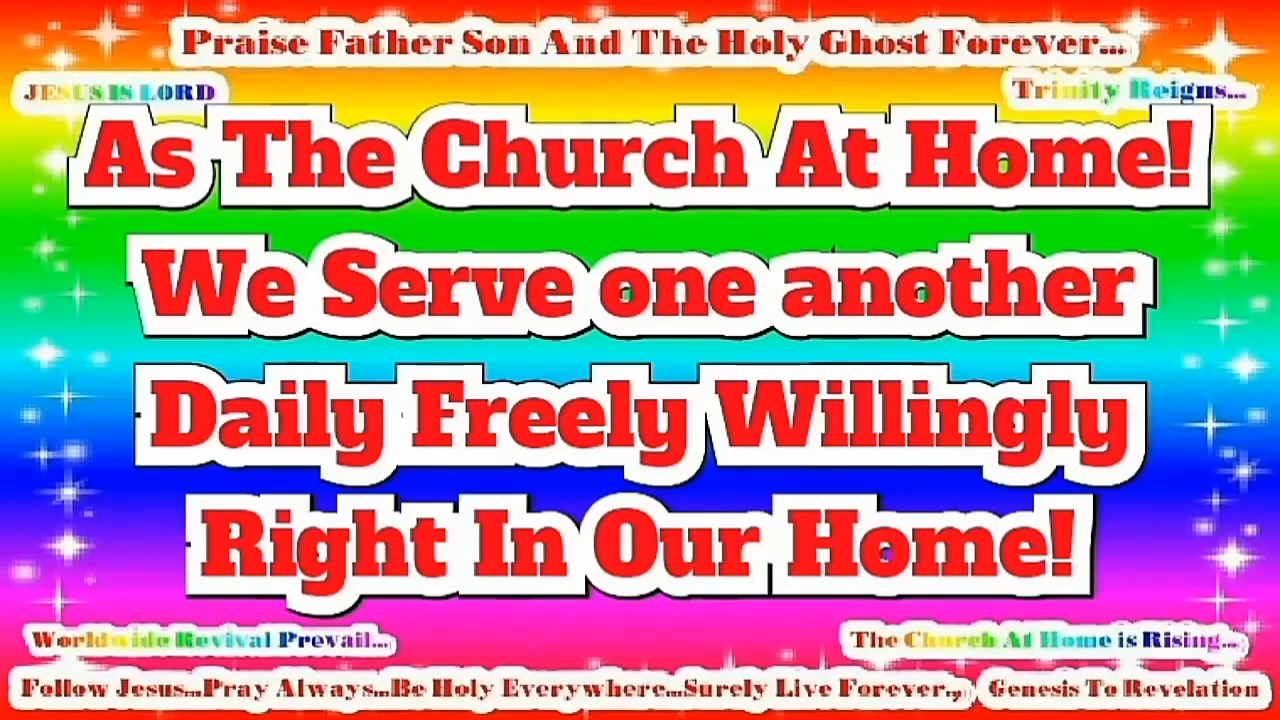 Praise Father Son And The Holy Ghost Forever...
JESUS IS LORD
Trinity Reigns...
As The Church At Home!
We Serve one another
Daily Freely Willingly
Right In Our Home!
Worldwide Revival Prevail...
The Church At Home is Rising...
Follow Jesus...Pray Always...Be Holy Everywhere...Surely Live Forever.,, Genesis To Revelation